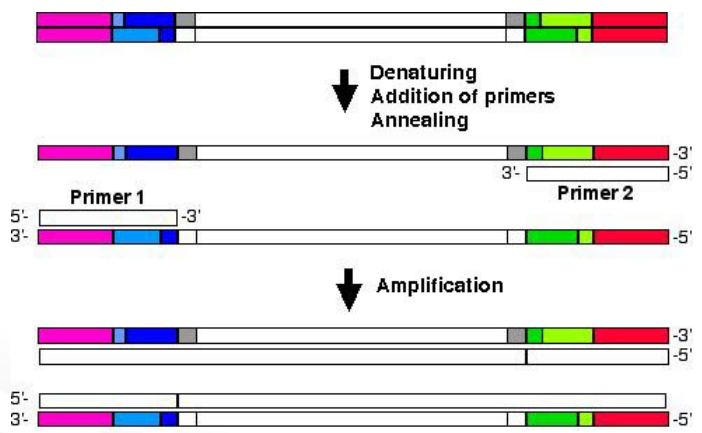 Denaturing
Addition of primers
Annealing
-3'
3'- -5'
Primer 1 Primer 2
5'- -3'
3'- -5'
Amplification
-3'
-5'
5'-
3'- -5'